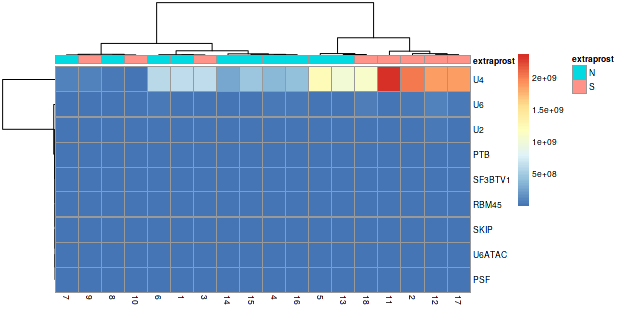 extraprost
extraprost
U4
N
S
U6
U2
PTB
SF3BTV1
RBM45
SKIP
U6ATAC
PSF
2e+09
1.5e+09
1e+09
5e+08
7 9 8 10 6 1 3 14 15 4 16 5 13 18 11 2 12 17